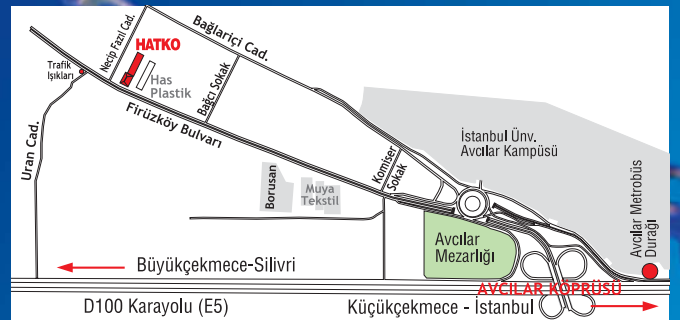 Necip Fazıl Cad.
HATKO
Bağlariçi Cad.
Trafik
Işıkları
Has
Plastik
Bağcı Sokak
Firüzköy Bulvarı
Uran Cad.
İstanbul Ünv.
Avcılar Kampüsü
Komiser
Sokak
Borusan
Muya
Tekstil
Avcılar Metrobüs
Durağı
Avcılar
Mezarlığı
Büyükçekmece-Silivri
AVCILAR KÖPRÜSÜ
D100 Karayolu (E5)
Küçükçekmece - İstanbul